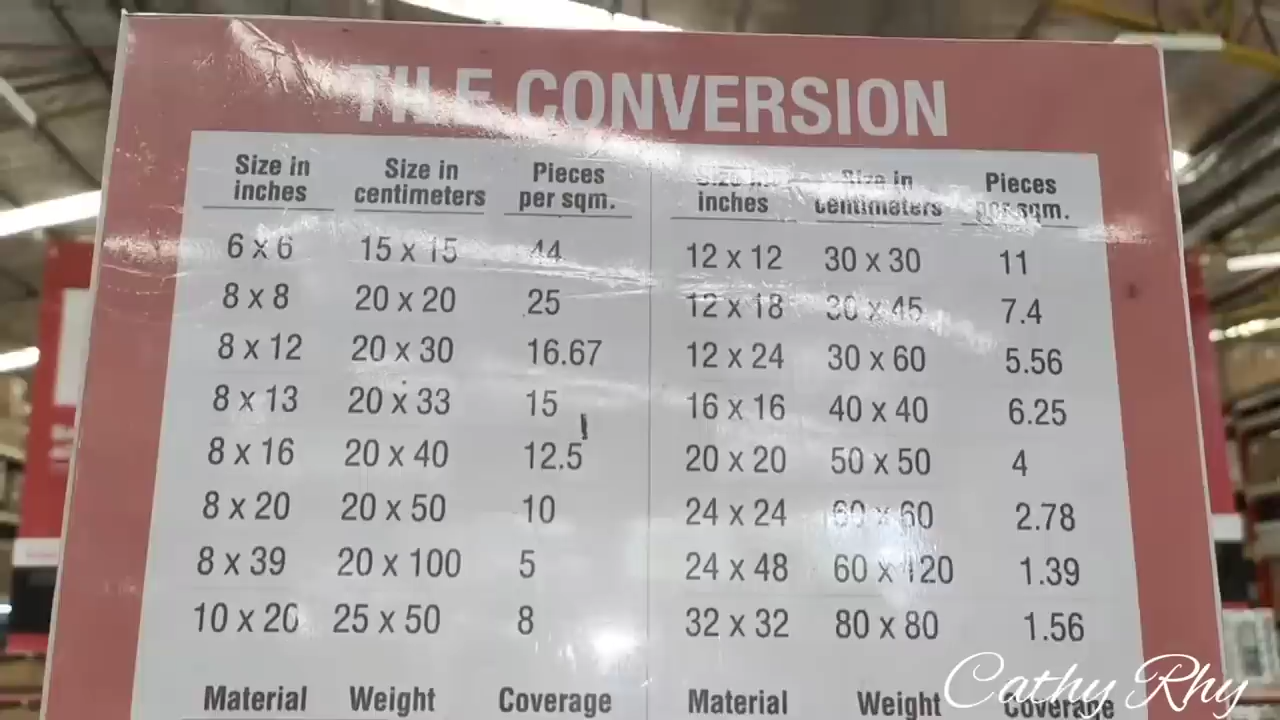 TILE CONVERSION
Size in inches Size in centimeters Pieces per sqm.
6 x 6 15 x 15 44
8 x 8 20 x 20 25
8 x 12 20 x 30 16.67
8 x 13 20 x 33 15
8 x 16 20 x 40 12.5
8 x 20 20 x 50 10
8 x 39 20 x 100 5
10 x 20 25 x 50 8
Material Weight Coverage
Size in inches Size in centimeters Pieces per sqm.
12 x 12 30 x 30 11
12 x 18 30 x 45 7.4
12 x 24 30 x 60 5.56
16 x 16 40 x 40 6.25
20 x 20 50 x 50 4
24 x 24 60 x 60 2.78
24 x 48 60 x 120 1.39
32 x 32 80 x 80 1.56
Material Weight Coverage
Cathy Rhy